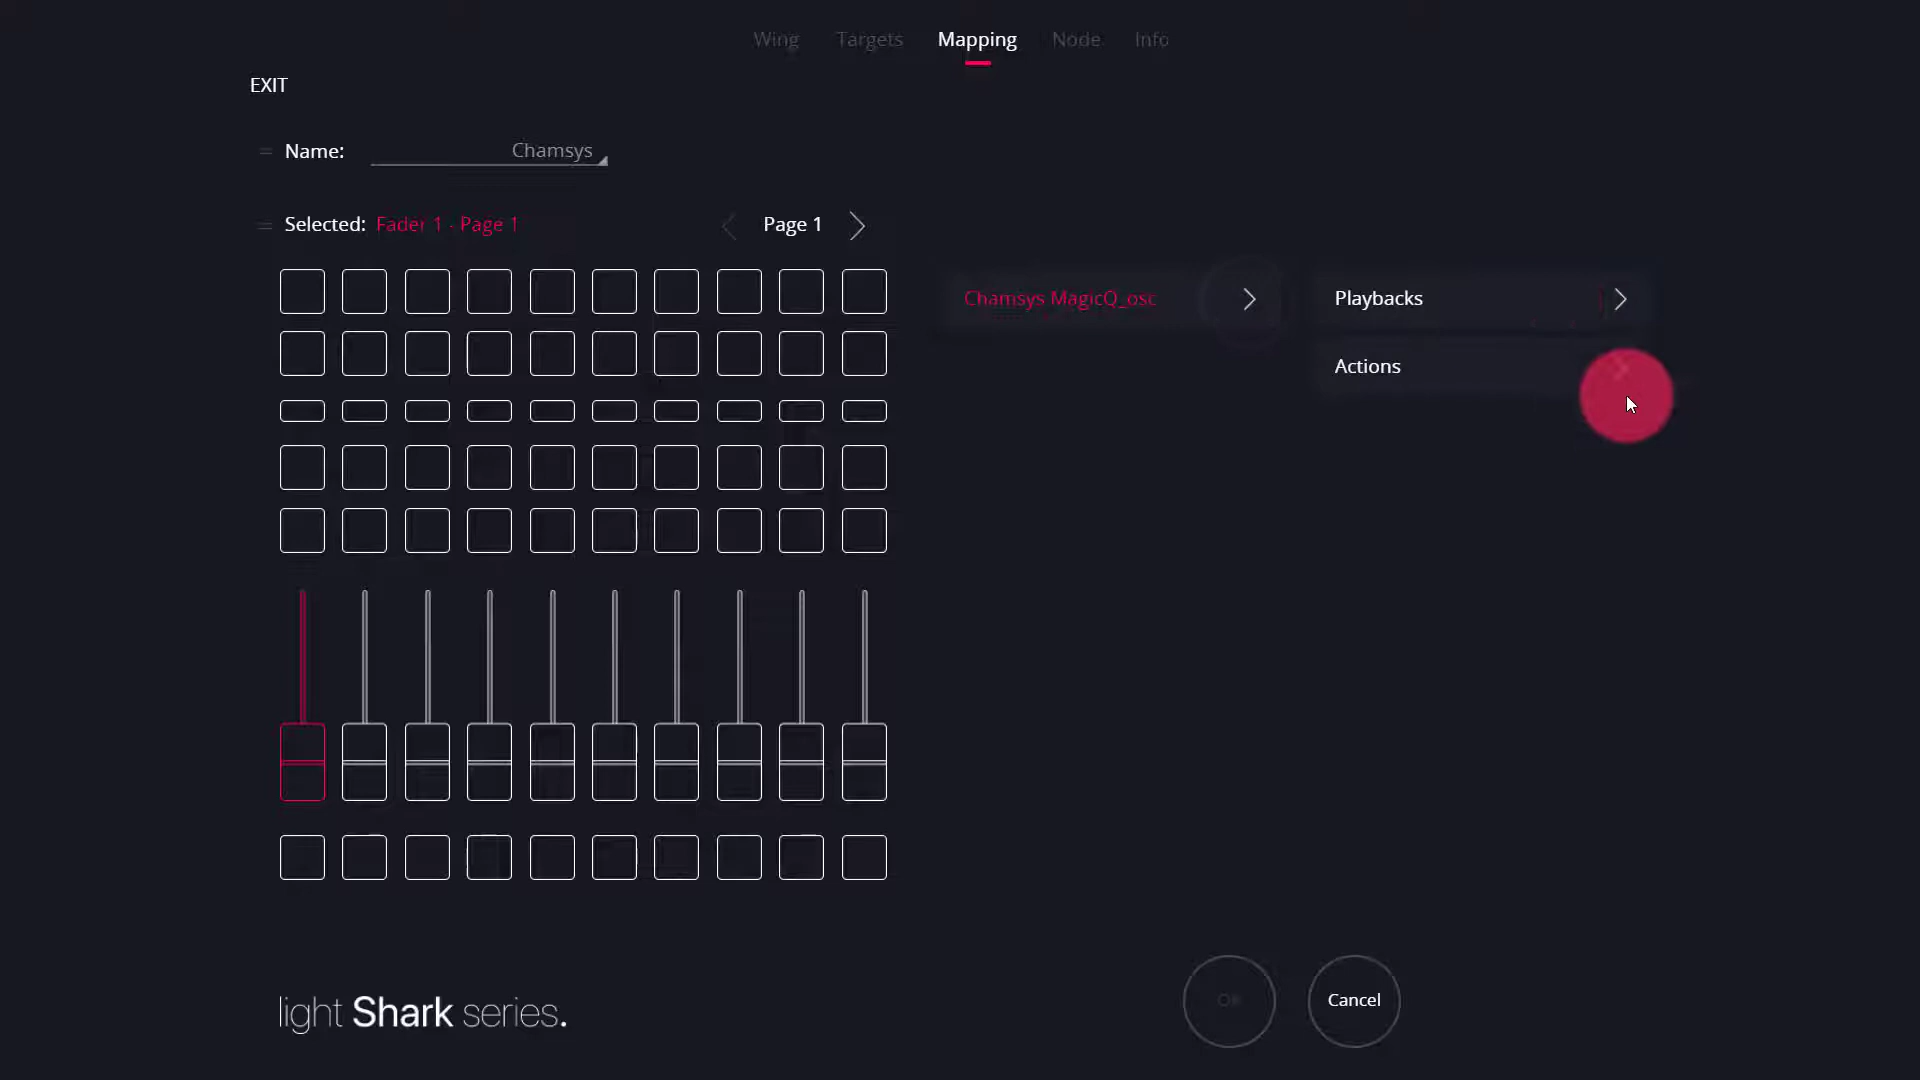 Wing Targets Mapping Node Info
EXIT
Name: Chamsys
Selected: Fader 1 - Page 1 Page 1
Chamsys MagicQ_osc
Playbacks
Actions
light Shark series.
Ok
Cancel